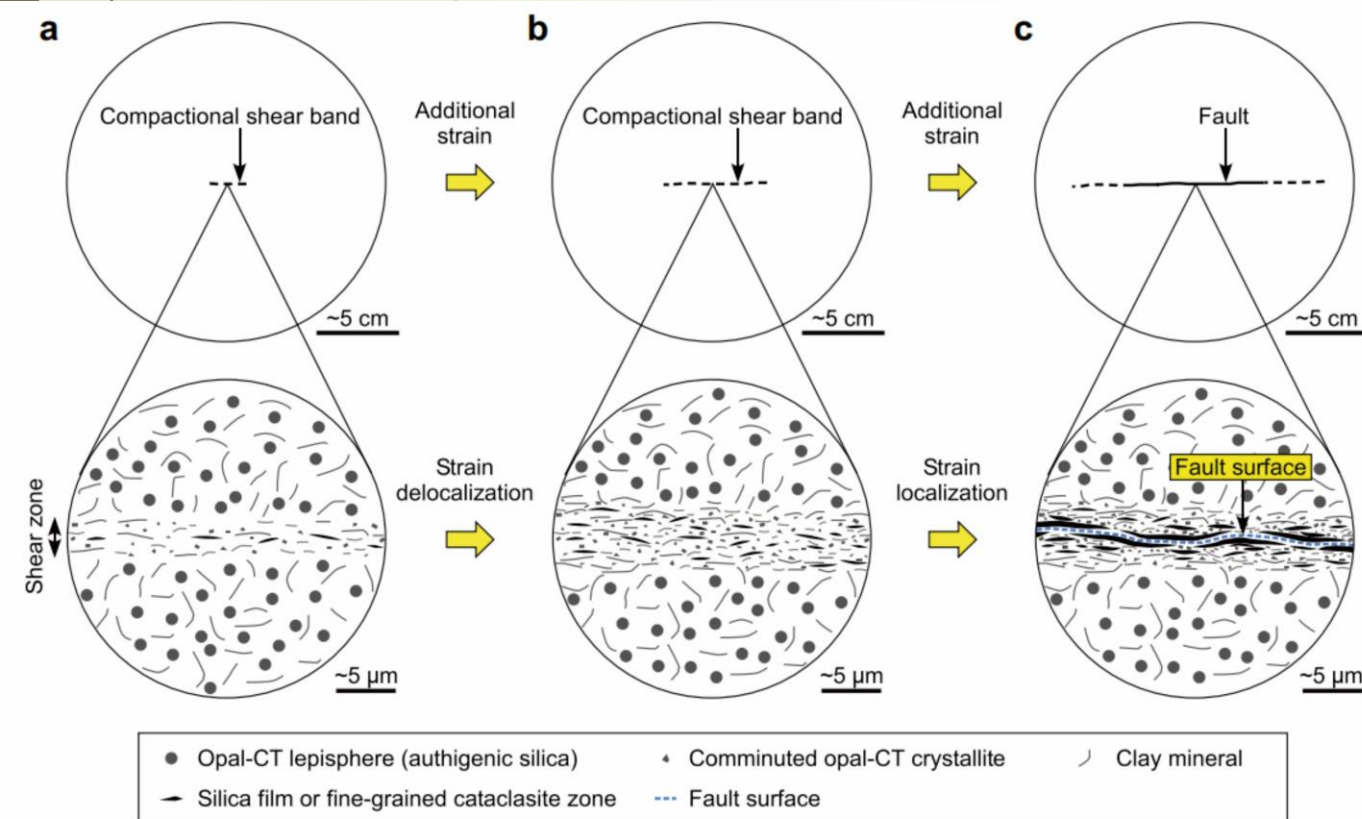 a
b
c
Compactional shear band
Additional
strain
Compactional shear band
Additional
strain
Fault
~5 cm
~5 cm
~5 cm
Shear zone
Strain
delocalization
Strain
localization
Fault surface
~5 µm
~5 µm
~5 µm
Opal-CT lepisphere (authigenic silica)
Comminuted opal-CT crystallite
Clay mineral
Silica film or fine-grained cataclasite zone
Fault surface